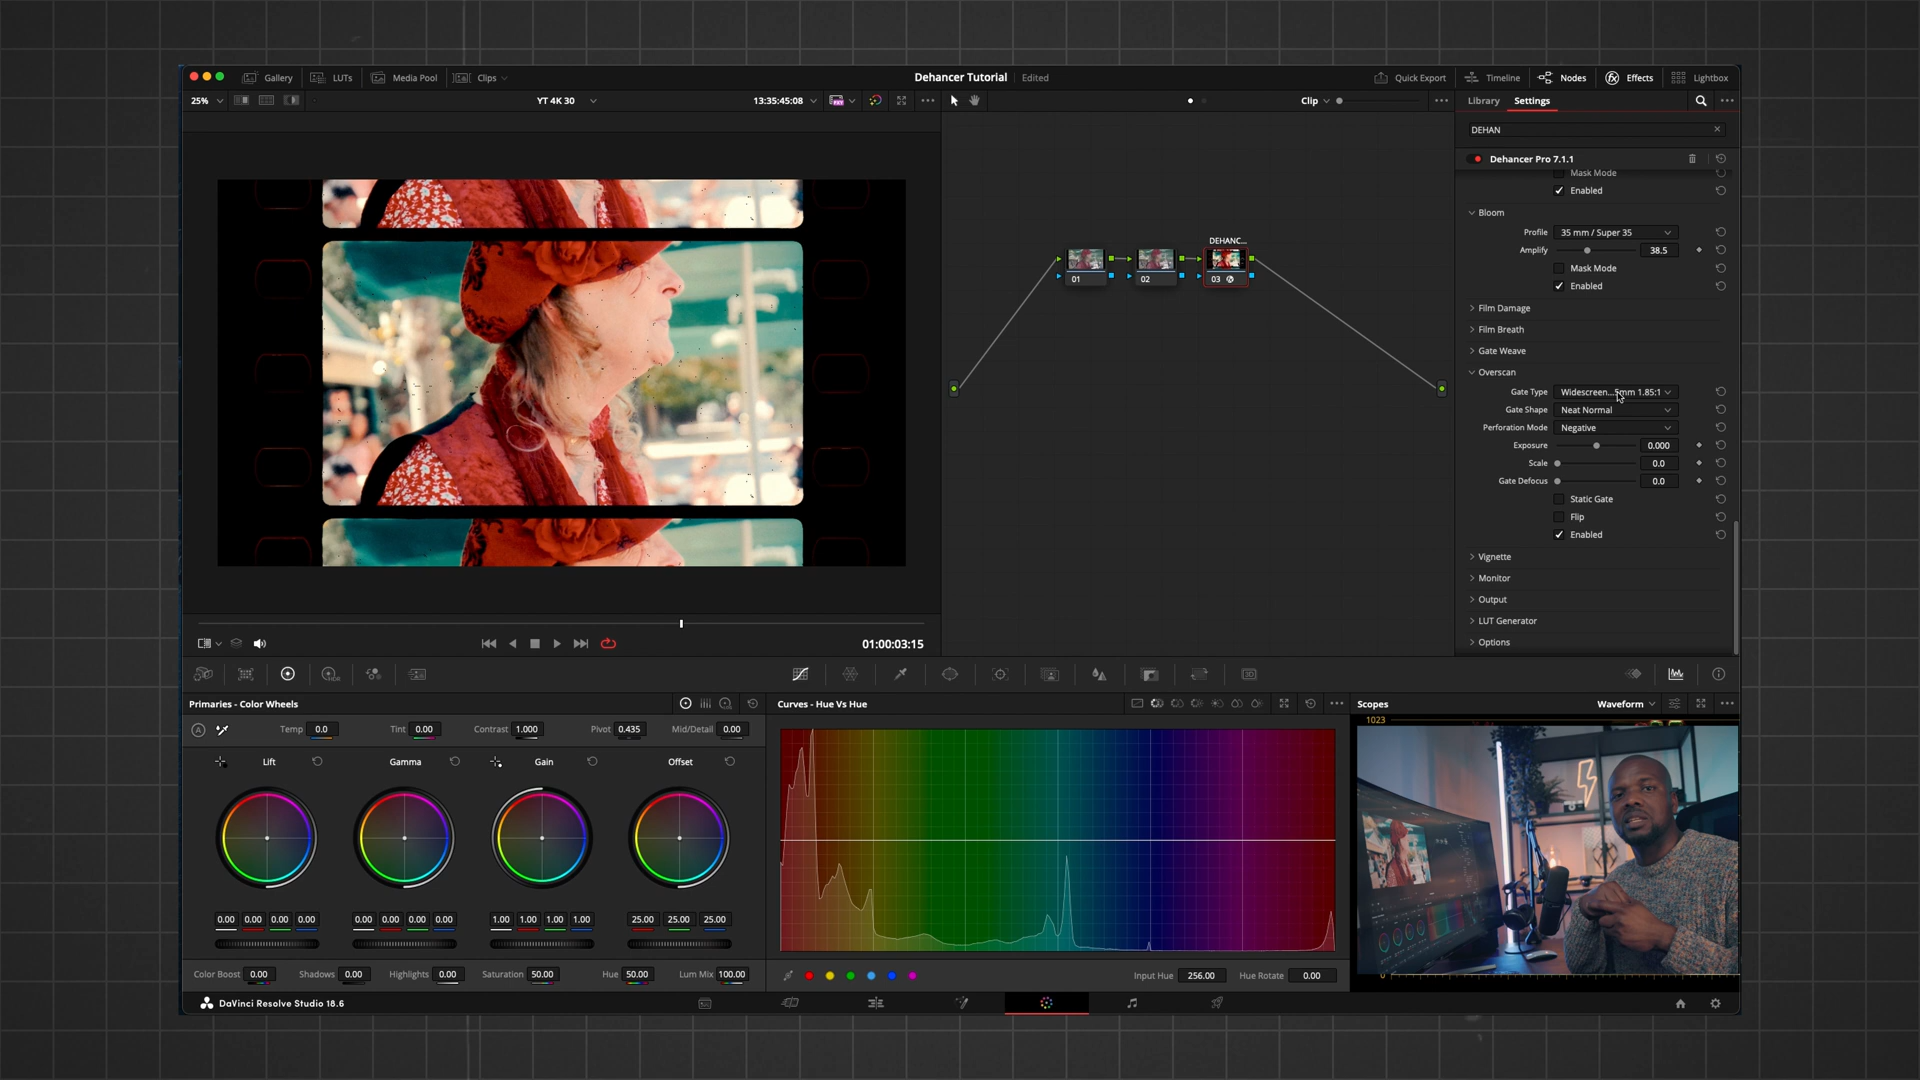 Gallery LUTs Media Pool Clips Dehancer Tutorial Edited Quick Export Timeline Nodes Effects Lightbox
25% YT 4K 30 13:35:45:08 Clip Library Settings
DEHAN
Dehancer Pro 7.1.1
Mask Mode
Enabled
Bloom
Profile 35 mm / Super 35
Amplify 38.5
Mask Mode
Enabled
Film Damage
Film Breath
Gate Weave
Overscan
Gate Type Widescreen...5mm 1.85:1
Gate Shape Neat Normal
Perforation Mode Negative
Exposure 0.000
Scale 0.0
Gate Defocus 0.0
Static Gate
Flip
Enabled
Vignette
Monitor
Output
LUT Generator
Options
DEHANC...
01 02 03
01:00:03:15
Primaries - Color Wheels
Temp 0.0 Tint 0.00 Contrast 1.000 Pivot 0.435 Mid/Detail 0.00
Lift Gamma Gain Offset
0.00 0.00 0.00 0.00 0.00 0.00 0.00 0.00 1.00 1.00 1.00 1.00 25.00 25.00 25.00
Color Boost 0.00 Shadows 0.00 Highlights 0.00 Saturation 50.00 Hue 50.00 Lum Mix 100.00
Curves - Hue Vs Hue
Input Hue 256.00 Hue Rotate 0.00
Scopes Waveform
1023
0
DaVinci Resolve Studio 18.6